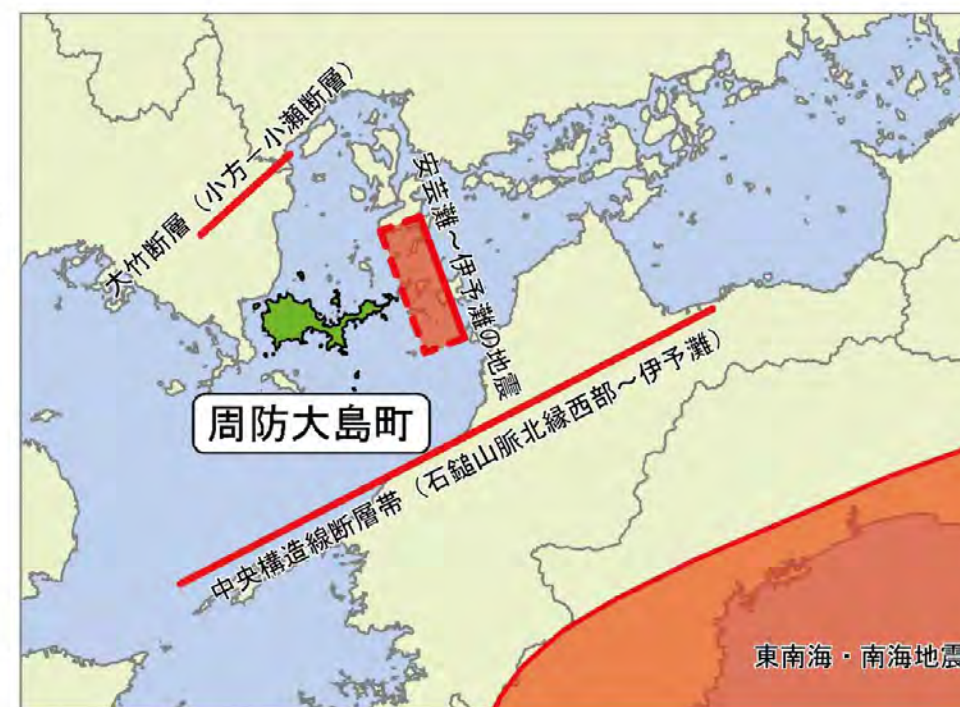 大竹断層（小方－小瀬断層）
安芸灘～伊予灘の地震
周防大島町
中央構造線断層帯（石鎚山脈北縁西部～伊予灘）
東南海・南海地震